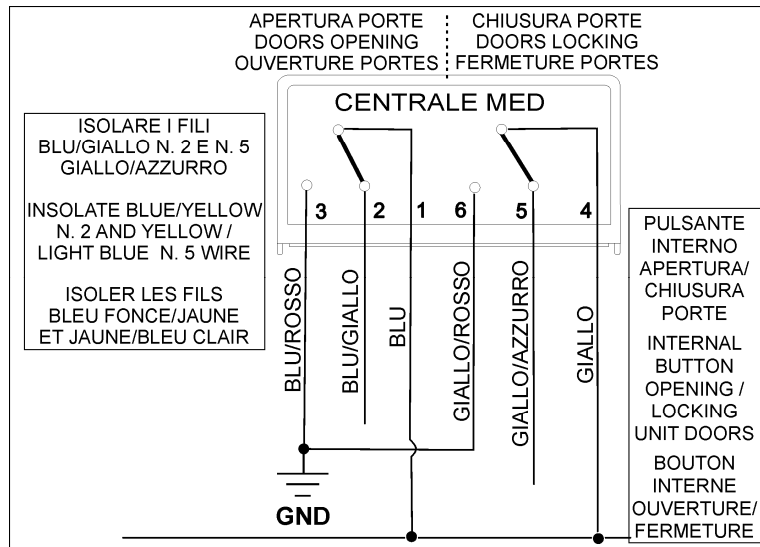 APERTURA PORTE
DOORS OPENING
OUVERTURE PORTES
CHIUSURA PORTE
DOORS LOCKING
FERMETURE PORTES
CENTRALE MED
ISOLARE I FILI
BLU/GIALLO N. 2 E N. 5
GIALLO/AZZURRO
INSOLATE BLUE/YELLOW
N. 2 AND YELLOW /
LIGHT BLUE N. 5 WIRE
ISOLER LES FILS
BLEU FONCE/JAUNE
ET JAUNE/BLEU CLAIR
3 2 1 6 5 4
BLU/ROSSO
BLU/GIALLO
BLU
GIALLO/ROSSO
GIALLO/AZZURRO
GIALLO
PULSANTE
INTERNO
APERTURA/
CHIUSURA
PORTE
INTERNAL
BUTTON
OPENING /
LOCKING
UNIT DOORS
BOUTON
INTERNE
OUVERTURE/
FERMETURE
GND